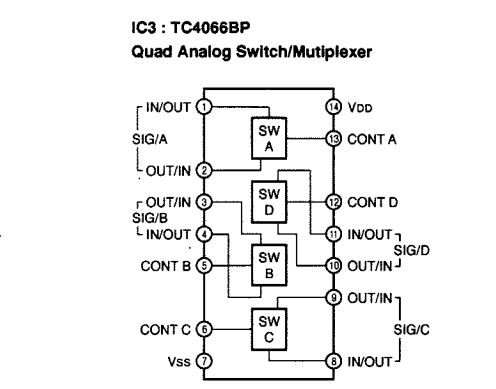 IC3 : TC4066BP
Quad Analog Switch/Mutiplexer
IN/OUT 1
14 VDD
SIG/A
SW A
13 CONT A
OUT/IN 2
OUT/IN 3
SW D
12 CONT D
SIG/B
IN/OUT 4
11 IN/OUT
SIG/D
CONT B 5
SW B
10 OUT/IN
9 OUT/IN
CONT C 6
SW C
SIG/C
VSS 7
8 IN/OUT